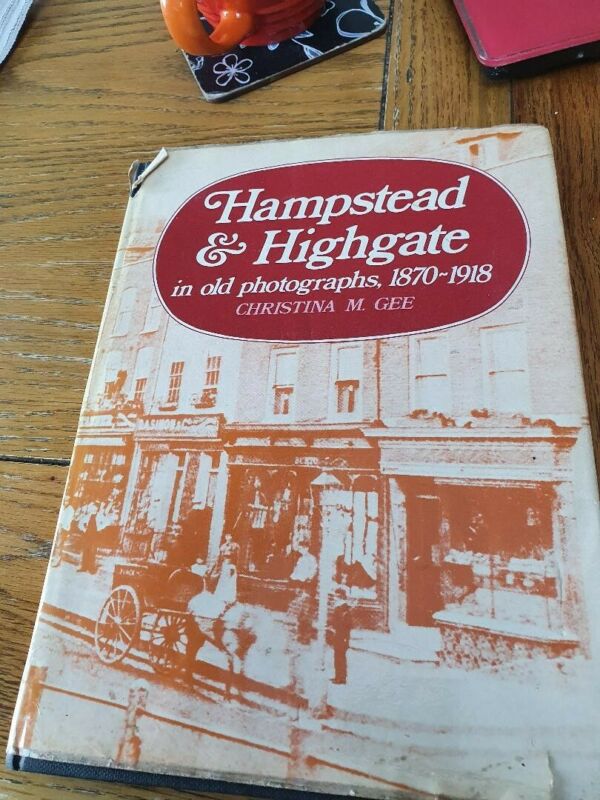 Hampstead
& Highgate
in old photographs, 1870~1918
CHRISTINA M. GEE